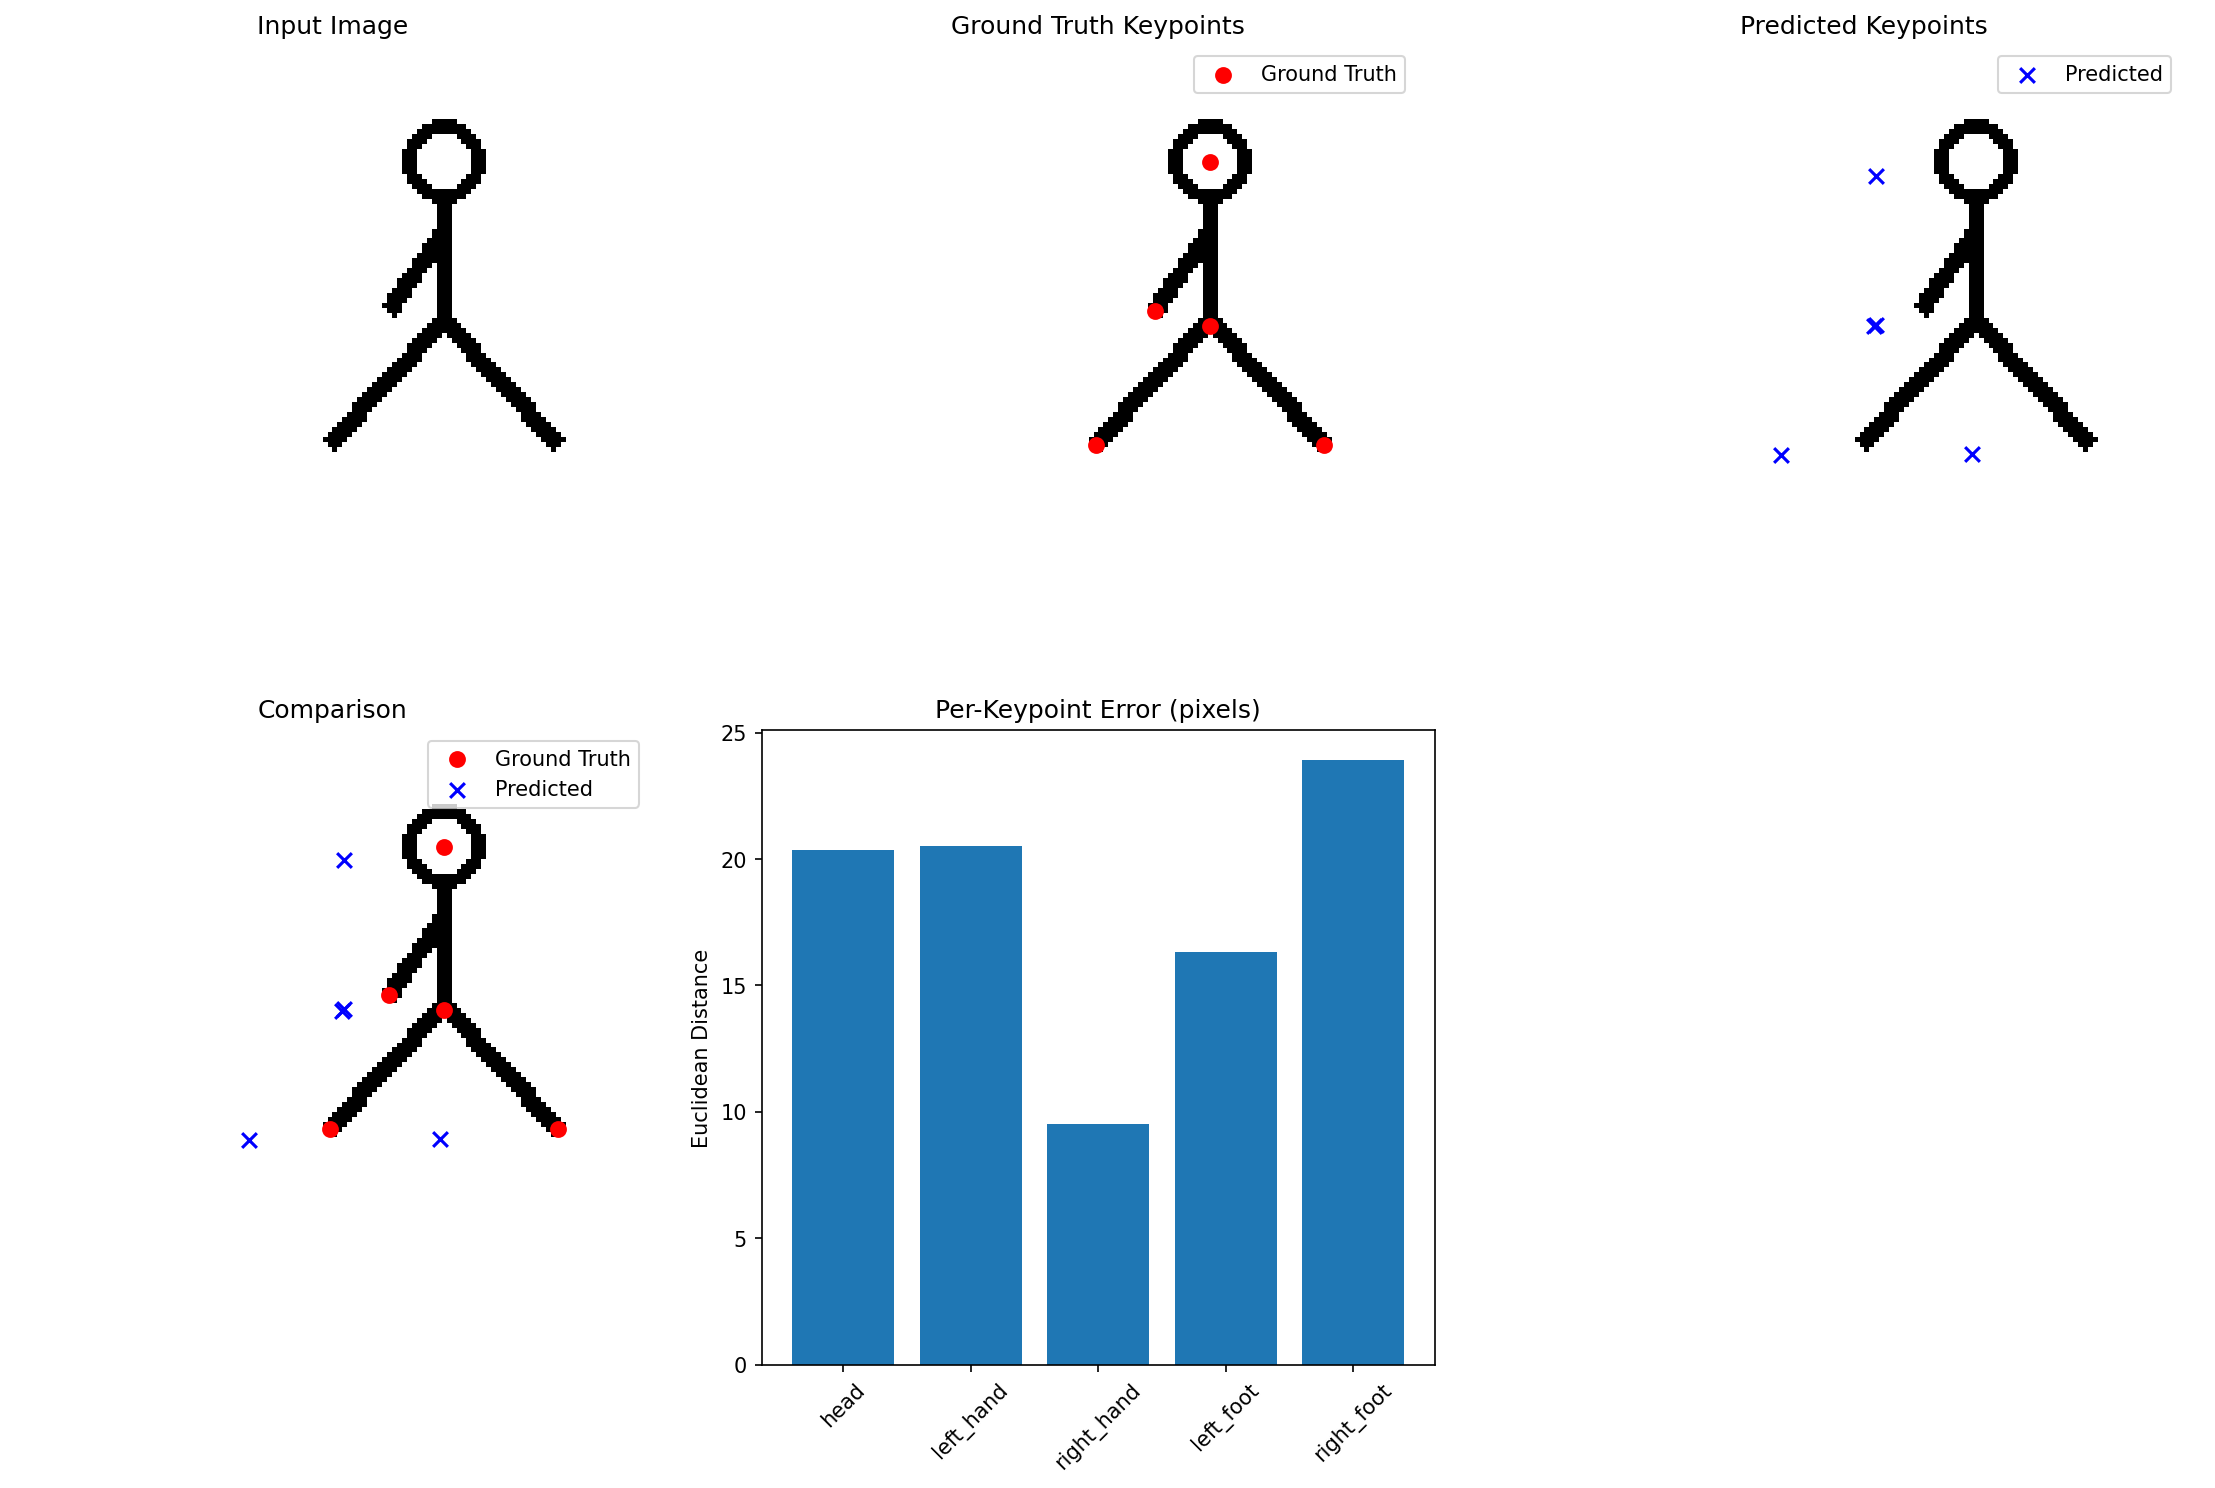 Input Image
Ground Truth Keypoints
Predicted Keypoints
Ground Truth
Predicted
Comparison
Ground Truth
Predicted
Per-Keypoint Error (pixels)
Euclidean Distance
25
20
15
10
5
0
head
left_hand
right_hand
left_foot
right_foot